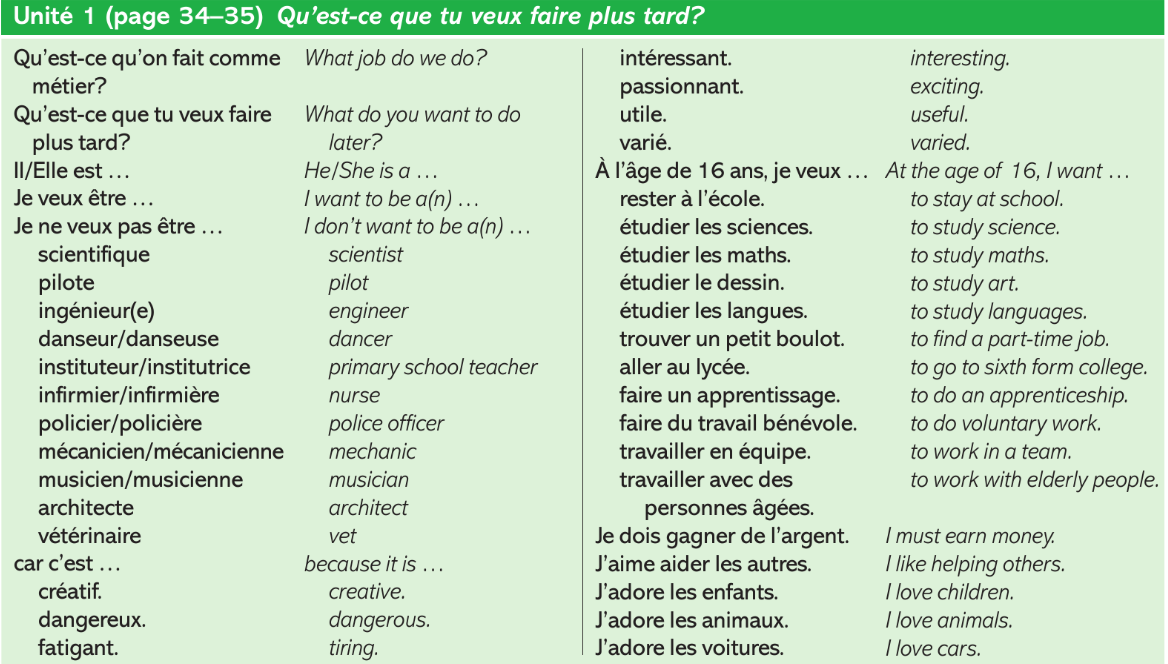 Unité 1 (page 34–35) Qu'est-ce que tu veux faire plus tard?
Qu'est-ce qu'on fait comme What job do we do?
métier?
Qu'est-ce que tu veux faire What do you want to do
plus tard? later?
Il/Elle est … He/She is a …
Je veux être … I want to be a(n) …
Je ne veux pas être … I don't want to be a(n) …
scientifique scientist
pilote pilot
ingénieur(e) engineer
danseur/danseuse dancer
instituteur/institutrice primary school teacher
infirmier/infirmière nurse
policier/policière police officer
mécanicien/mécanicienne mechanic
musicien/musicienne musician
architecte architect
vétérinaire vet
car c'est … because it is …
créatif. creative.
dangereux. dangerous.
fatigant. tiring.
intéressant. interesting.
passionnant. exciting.
utile. useful.
varié. varied.
À l'âge de 16 ans, je veux … At the age of 16, I want …
rester à l'école. to stay at school.
étudier les sciences. to study science.
étudier les maths. to study maths.
étudier le dessin. to study art.
étudier les langues. to study languages.
trouver un petit boulot. to find a part-time job.
aller au lycée. to go to sixth form college.
faire un apprentissage. to do an apprenticeship.
faire du travail bénévole. to do voluntary work.
travailler en équipe. to work in a team.
travailler avec des to work with elderly people.
personnes âgées.
Je dois gagner de l'argent. I must earn money.
J'aime aider les autres. I like helping others.
J'adore les enfants. I love children.
J'adore les animaux. I love animals.
J'adore les voitures. I love cars.